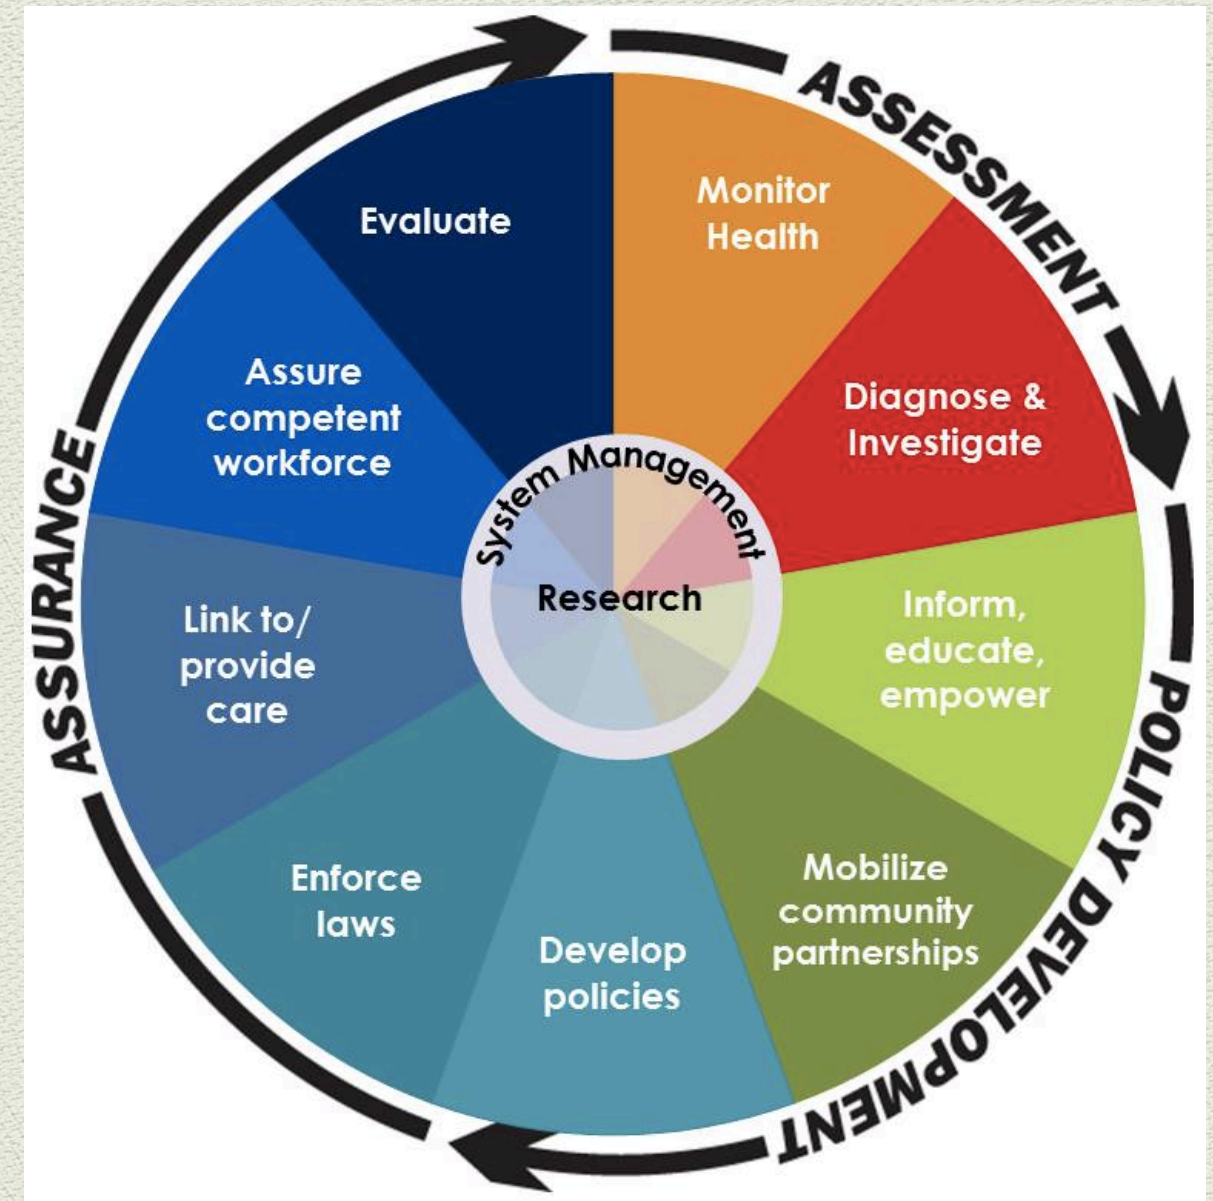 ASSESSMENT
Monitor
Health
Diagnose &
Investigate
Inform,
educate,
empower
POLICY DEVELOPMENT
Mobilize
community
partnerships
Develop
policies
Enforce
laws
ASSURANCE
Link to/
provide
care
Assure
competent
workforce
Evaluate
System Management
Research